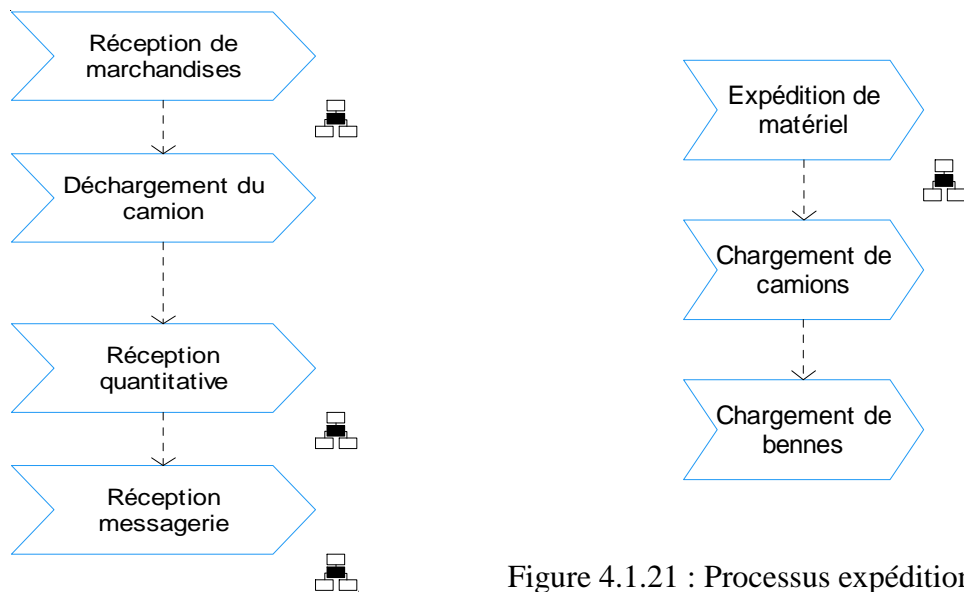 Réception de
marchandises
Déchargement du
camion
Réception
quantitative
Réception
messagerie
Expédition de
matériel
Chargement de
camions
Chargement de
bennes
Figure 4.1.21 : Processus expédition